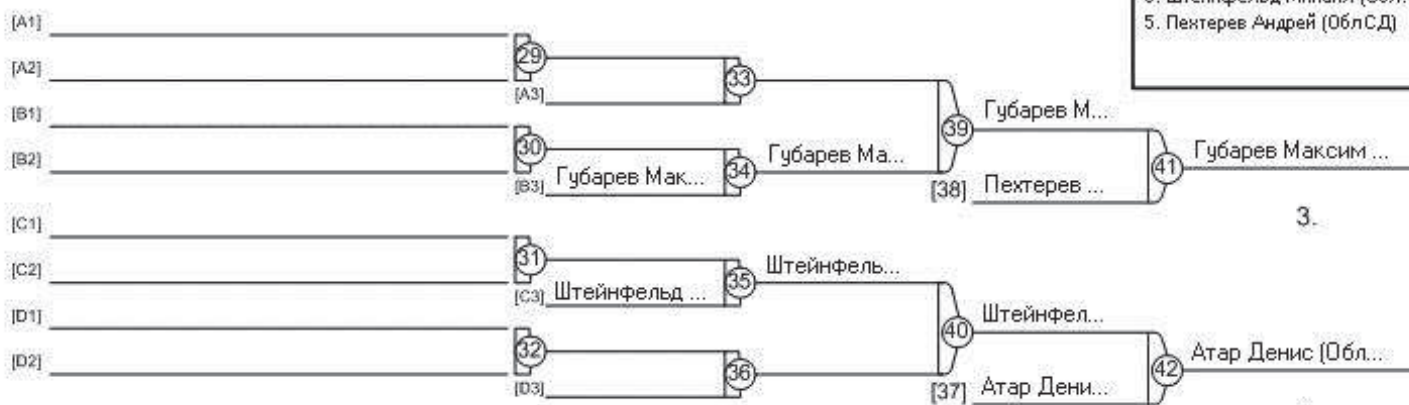 5. Пехтерев Андрей (ОблСД)
[A1]
29
[A2]
33
[A3]
[B1]
Губарев М...
39
30
Губарев Ма...
Губарев Максим ...
[B2]
Губарев Мак...
34
41
[B3]
[38] Пехтерев ...
3.
[C1]
31
Штейнфель...
[C2]
35
[C3] Штейнфельд ...
[D1]
Штейнфел...
40
32
Атар Денис (Обл...
[D2]
36
42
[D3]
[37] Атар Дени...